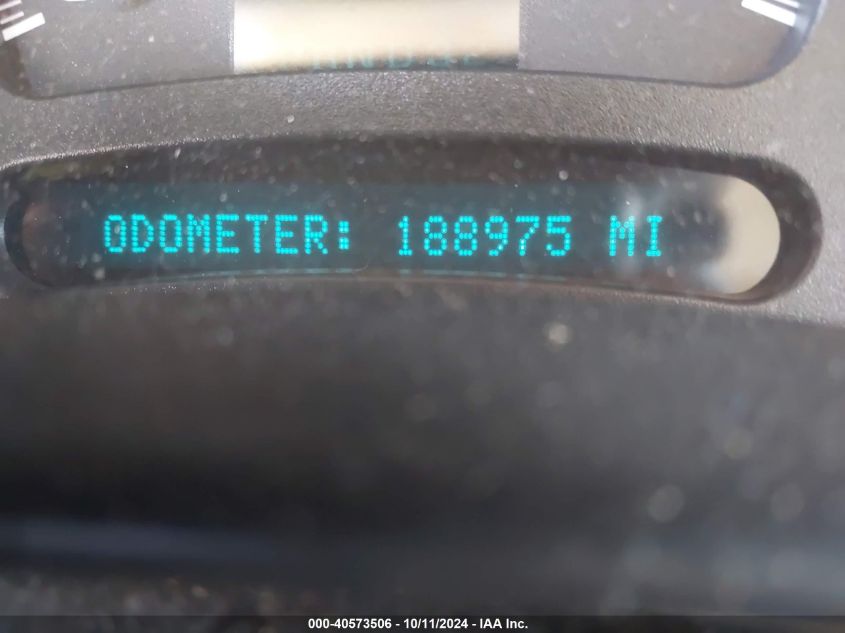 ODOMETER: 188975 MI
000-40573506 - 10/11/2024 - IAA Inc.